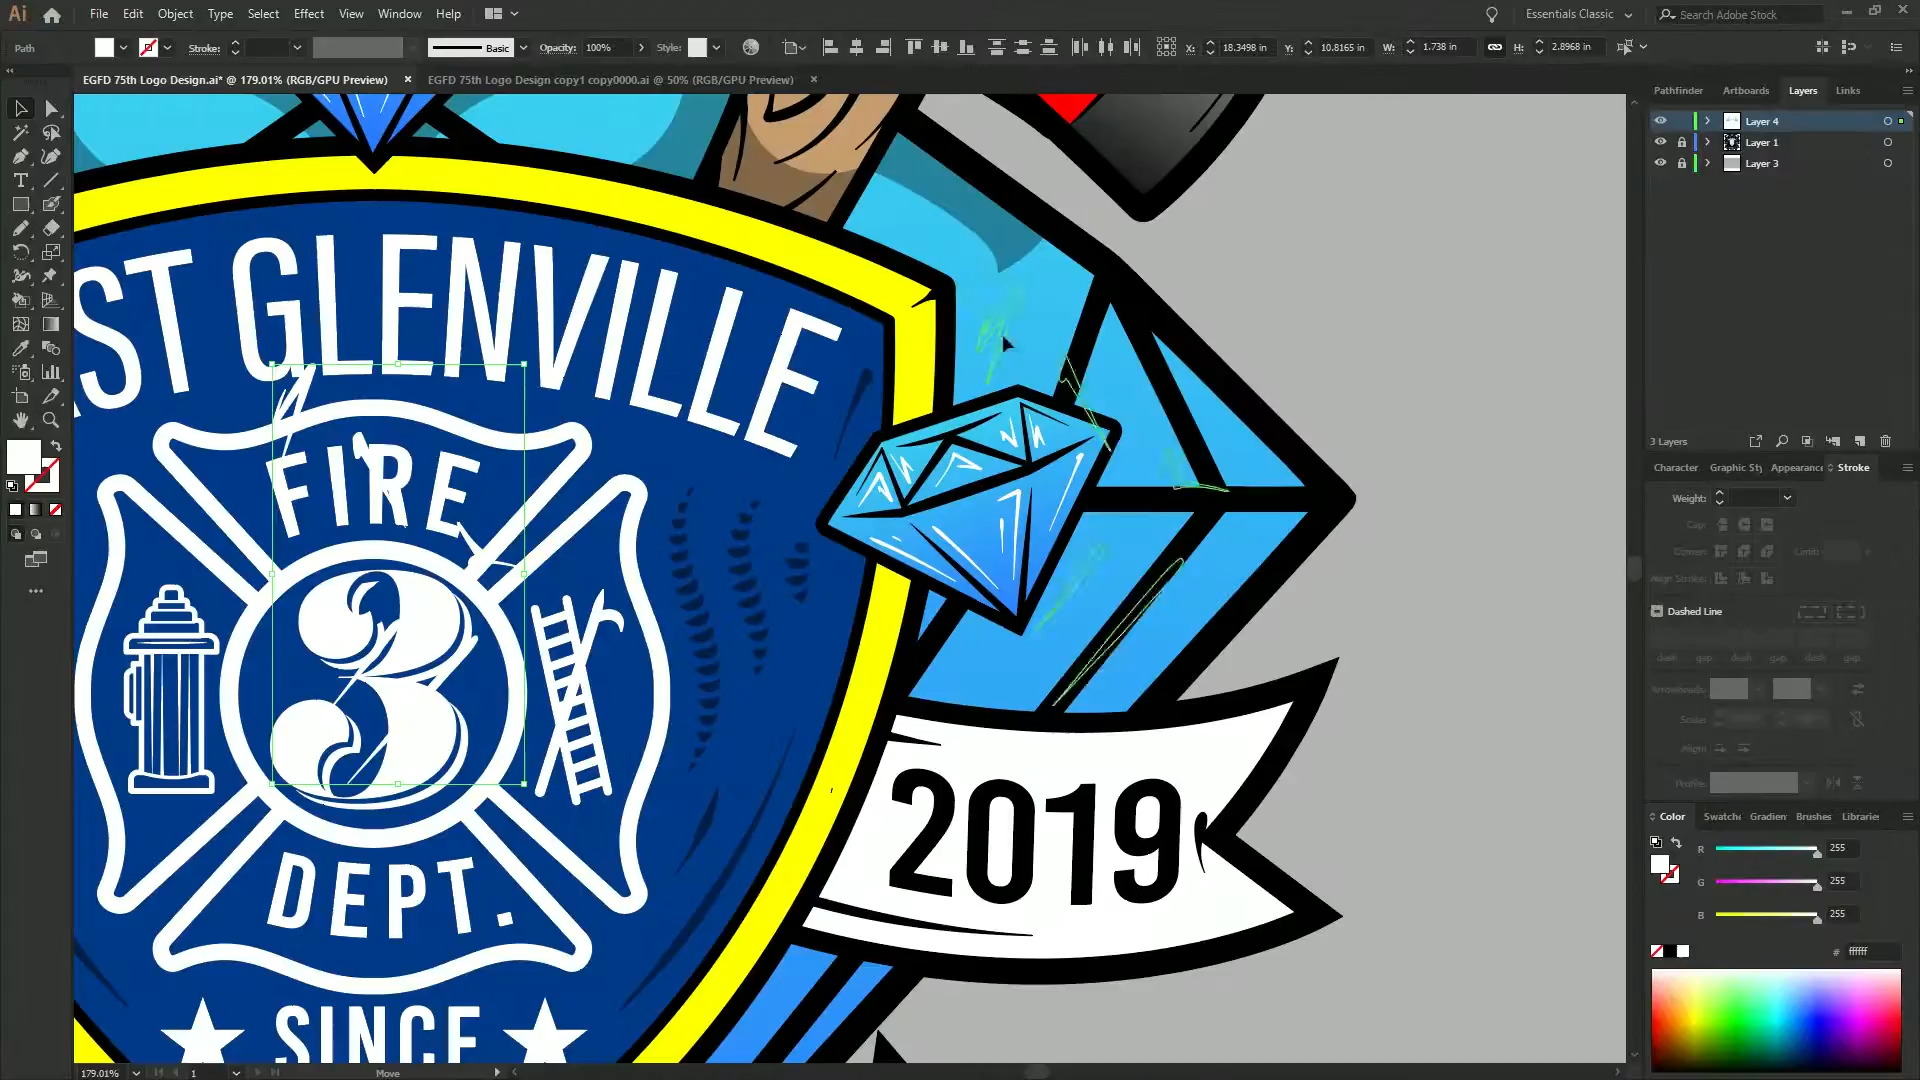 Ai File Edit Object Type Select Effect View Window Help Essentials Classic Search Adobe Stock
Path Stroke: Basic Opacity: 100% Style: X: 18.3498 in Y: 10.8165 in W: 1.738 in H: 2.8968 in
EGFD 75th Logo Design.ai* @ 179.01% (RGB/GPU Preview) × EGFD 75th Logo Design copy1 copy0000.ai @ 50% (RGB/GPU Preview) ×
Pathfinder Artboards Layers Links
Layer 4
Layer 1
Layer 3
ST GLENVILLE
FIRE
3
DEPT.
SINCE
2019
3 Layers
Character Graphic Sty Appearance Stroke
Weight:
Cap:
Corner: Limit:
Align Stroke:
Dashed Line
dash gap dash gap dash gap
Arrowheads:
Scale:
Align:
Profile:
Color Swatche Gradien Brushes Librarie
R 255
G 255
B 255
# ffffff
179.01% 1 Move